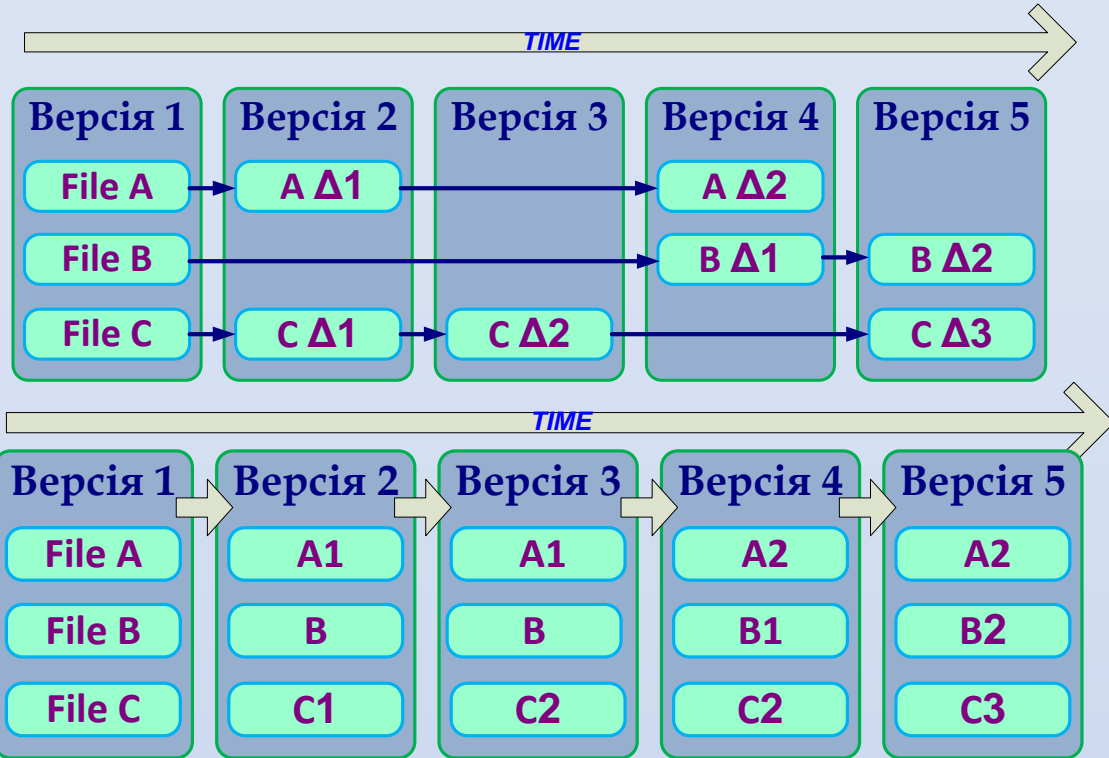 TIME
Версія 1 Версія 2 Версія 3 Версія 4 Версія 5
File A A Δ1 A Δ2
File B B Δ1 B Δ2
File C C Δ1 C Δ2 C Δ3
TIME
Версія 1 Версія 2 Версія 3 Версія 4 Версія 5
File A A1 A1 A2 A2
File B B B B1 B2
File C C1 C2 C2 C3